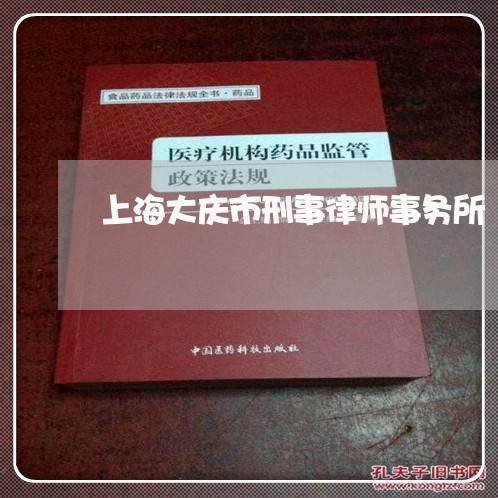 食品药品法律法规全书·药品
医疗机构药品监管
政策法规
上海大庆市刑事律师事务所
中国医药科技出版社
孔夫子旧书网
www.kongfz.com